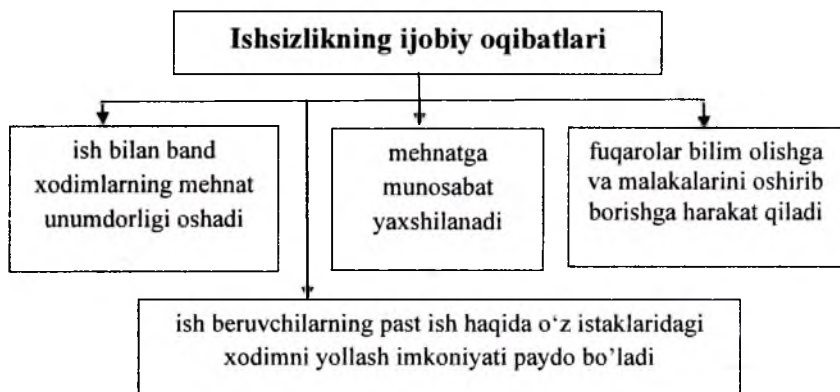 Ishsizlikning ijobiy oqibatlari
ish bilan band
xodimlarning mehnat
unumdorligi oshadi
mehnatga
munosabat
yaxshilanadi
fuqarolar bilim olishga
va malakalarini oshirib
borishga harakat qiladi
ish beruvchilarning past ish haqida o‘z istaklaridagi
xodimni yollash imkoniyati paydo bo’ladi